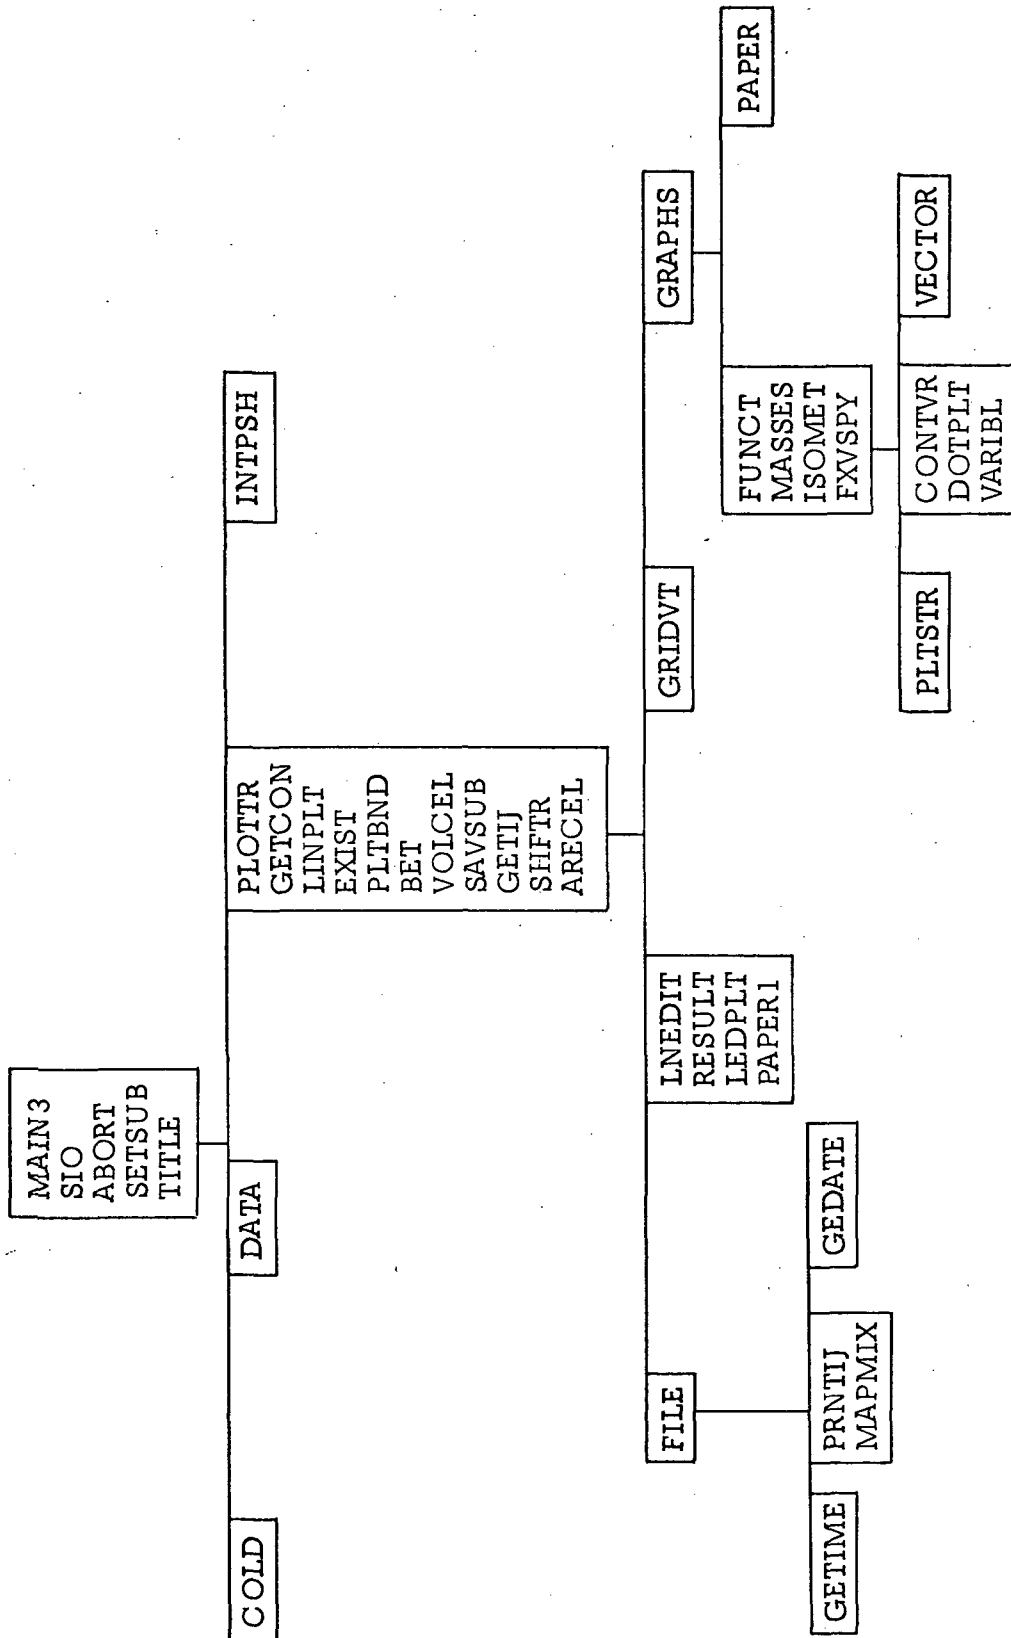 MAIN3
SIO
ABORT
SETSUB
TITLE
COLD
DATA
PLOTTR
GETCON
LINPLT
EXIST
PLTBND
BET
VOLCEL
SAVSUB
GETIJ
SHFTR
ARECEL
INTPSH
FILE
LNEDIT
RESULT
LEDPLT
PAPER1
GRIDVT
GRAPHS
GETIME
PRNTIJ
MAPMIX
GEDATE
FUNCT
MASSES
ISOMET
FXVSPY
PAPER
PLTSTR
CONTVR
DOTPLT
VARIBL
VECTOR